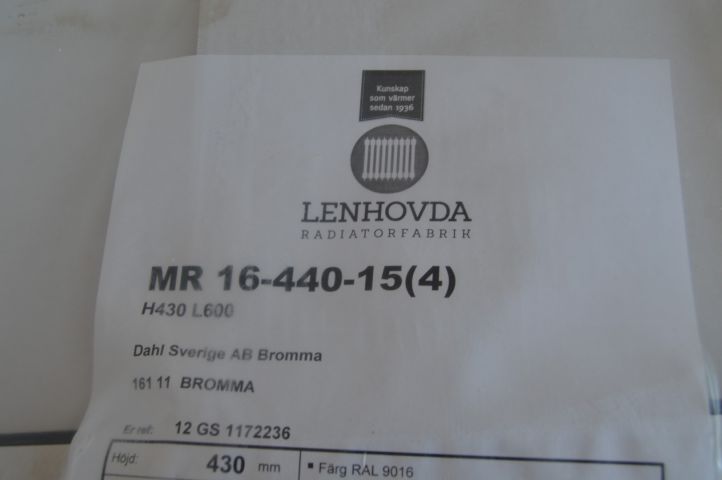 Kunskap
som värmer
sedan 1936
LENHOVDA
RADIATORFABRIK
MR 16-440-15(4)
H430 L600
Dahl Sverige AB Bromma
161 11 BROMMA
Er ref: 12 GS 1172236
Höjd: 430 mm ▪ Färg RAL 9016